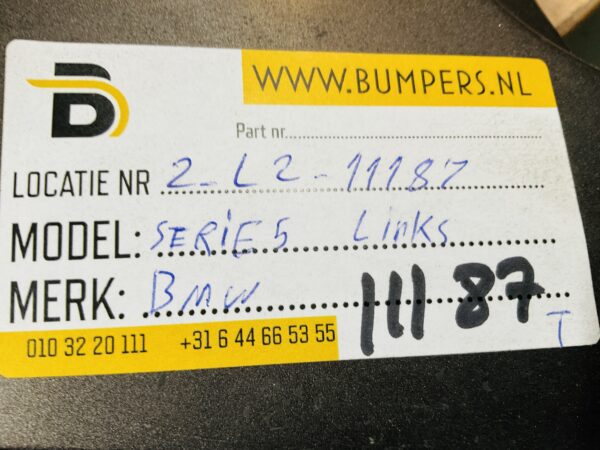 B
WWW.BUMPERS.NL
Part nr.
LOCATIE NR 2-L2-11187
MODEL: SERIE 5 Links
MERK: BMW
11187
T
010 32 20 111 +31 6 44 66 53 55